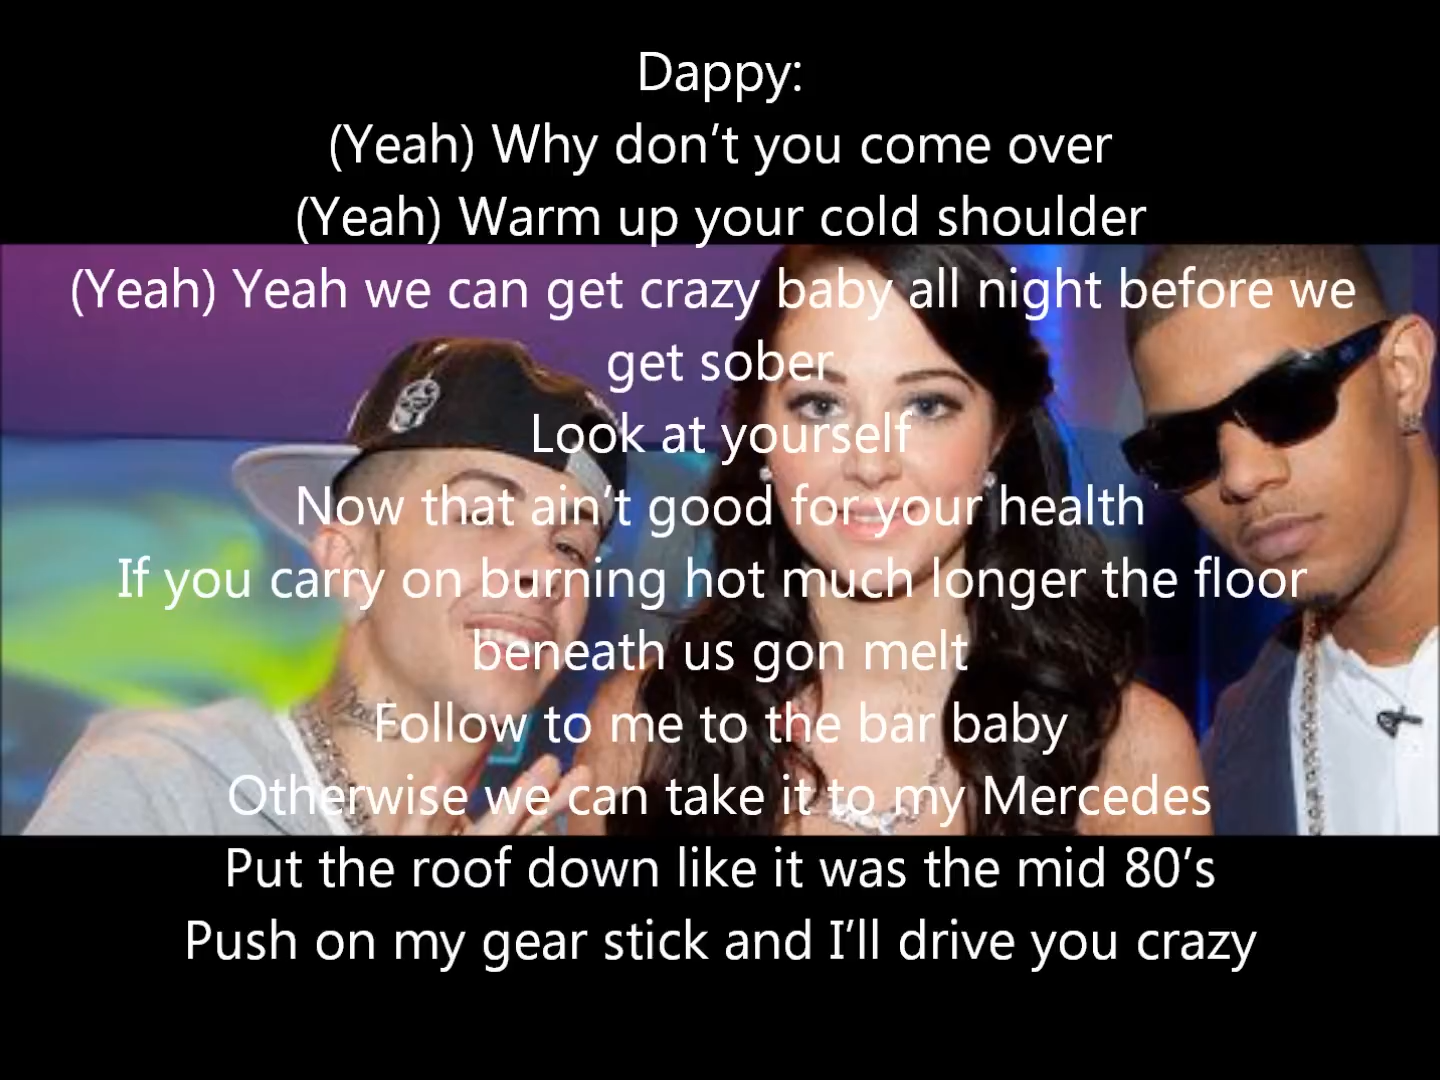 Dappy:
(Yeah) Why don’t you come over
(Yeah) Warm up your cold shoulder
(Yeah) Yeah we can get crazy baby all night before we
get sober
Look at yourself
Now that ain’t good for your health
If you carry on burning hot much longer the floor
beneath us gon melt
Follow to me to the bar baby
Otherwise we can take it to my Mercedes
Put the roof down like it was the mid 80’s
Push on my gear stick and I’ll drive you crazy